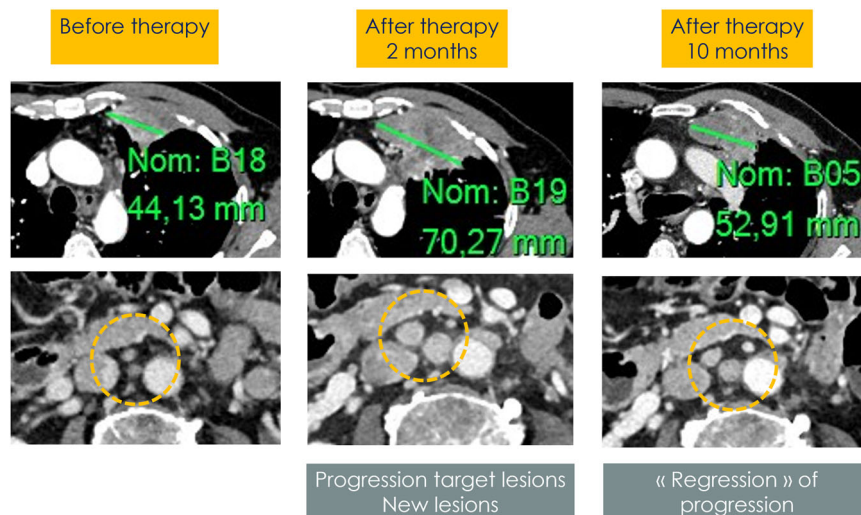 Before therapy
After therapy
2 months
After therapy
10 months
Nom: B18
44,13 mm
Nom: B19
70,27 mm
Nom: B05
52,91 mm
Progression target lesions
New lesions
« Regression » of
progression